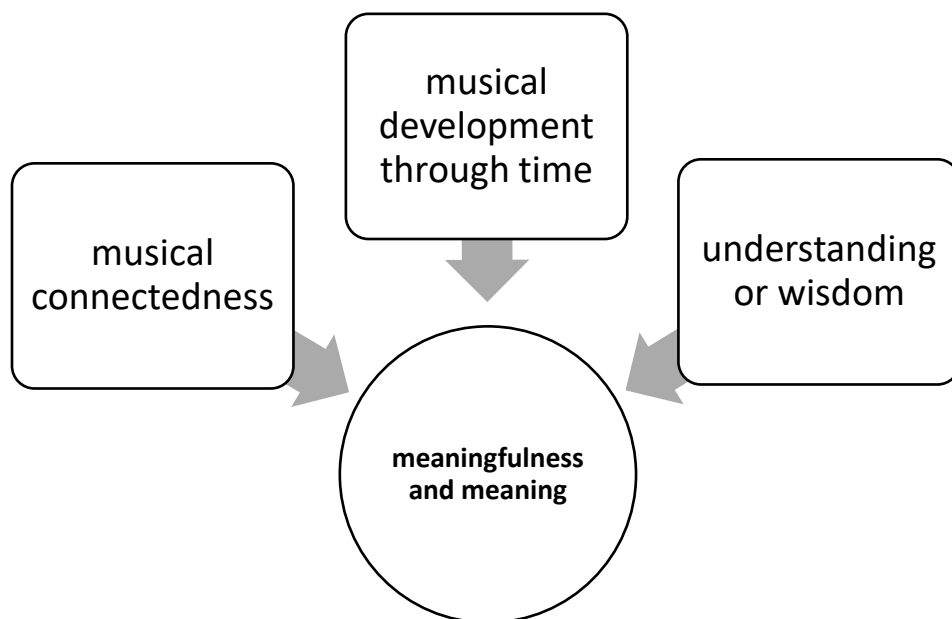 musical
development
through time
musical
connectedness
understanding
or wisdom
meaningfulness
and meaning